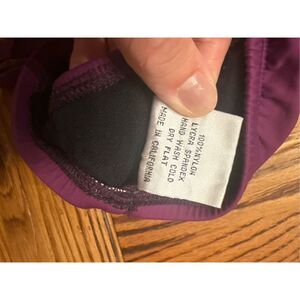 100% NYLON
LYCRA SPANDEX
HAND WASH COLD
DRY FLAT
MADE IN CALIFORNIA